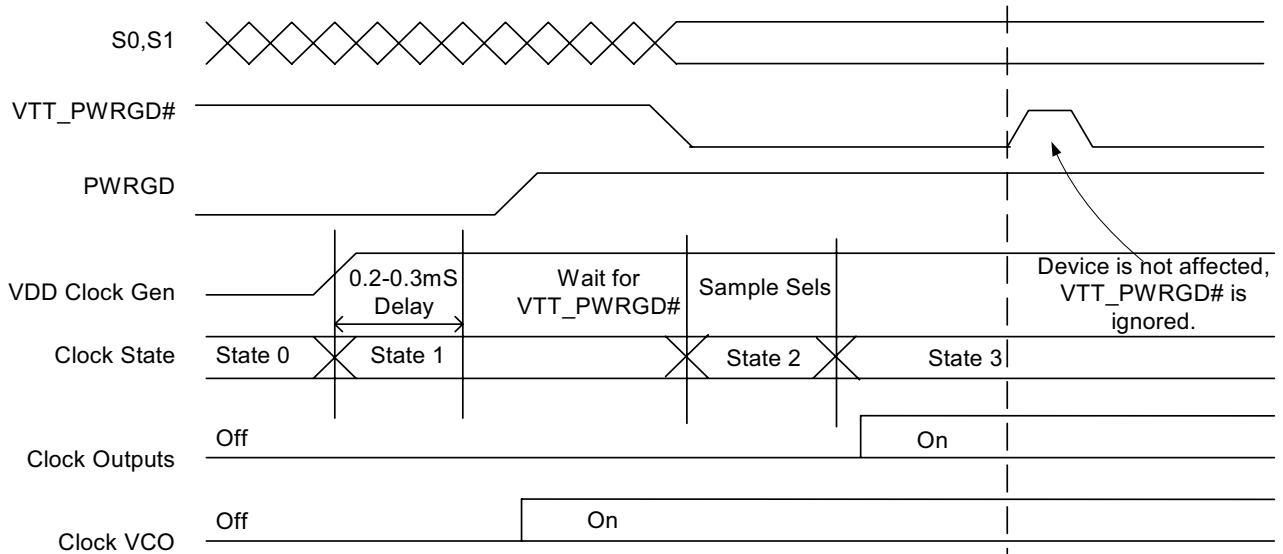 S0,S1
VTT_PWRGD#
PWRGD
VDD Clock Gen
0.2-0.3mS
Delay
Wait for
VTT_PWRGD#
Sample Sels
Device is not affected,
VTT_PWRGD# is
ignored.
Clock State
State 0
State 1
State 2
State 3
Clock Outputs
Off
On
Clock VCO
Off
On